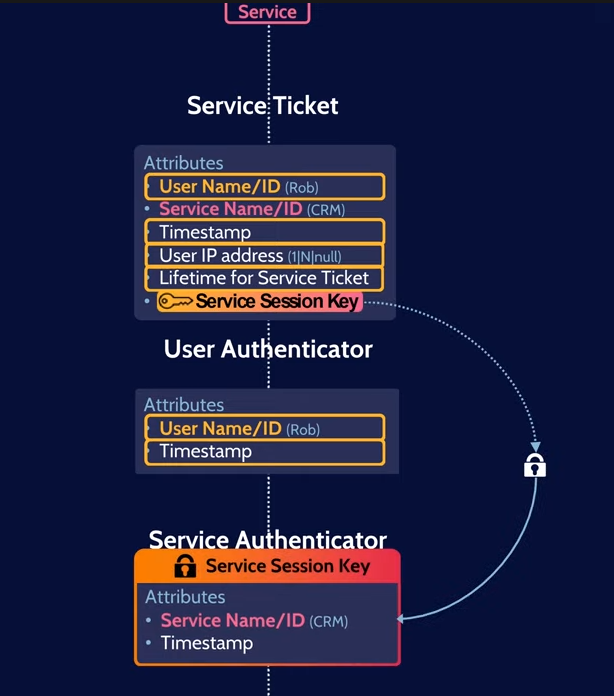 Service
Service Ticket
Attributes
User Name/ID (Rob)
• Service Name/ID (CRM)
Timestamp
User IP address (1|N|null)
Lifetime for Service Ticket
• Service Session Key
User Authenticator
Attributes
User Name/ID (Rob)
Timestamp
Service Authenticator
Service Session Key
Attributes
• Service Name/ID (CRM)
• Timestamp